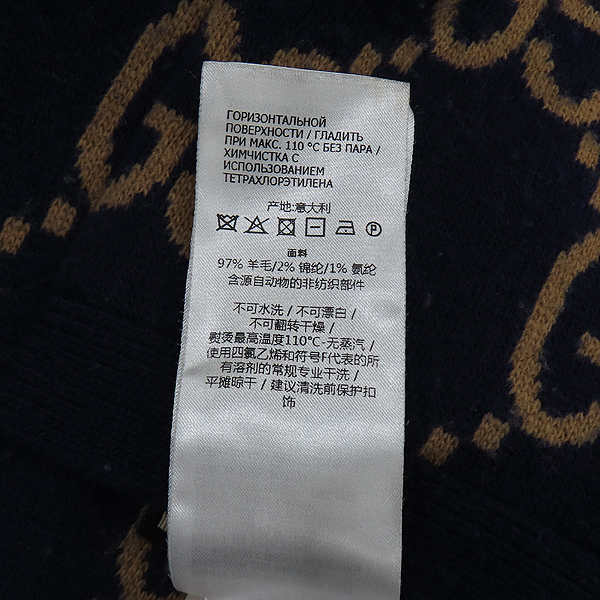 ГОРИЗОНТАЛЬНОЙ
ПОВЕРХНОСТИ / ГЛАДИТЬ
ПРИ МАКС. 110 °C БЕЗ ПАРА /
ХИМЧИСТКА С
ИСПОЛЬЗОВАНИЕМ
ТЕТРАХЛОРЭТИЛЕНА
产地:意大利
P
面料
97% 羊毛/2% 锦纶/1% 氨纶
含源自动物的非纺织部件
不可水洗 / 不可漂白 /
不可翻转干燥 /
熨烫最高温度110°C-无蒸汽 /
使用四氯乙烯和符号F代表的所
有溶剂的常规专业干洗 /
平摊晾干 / 建议清洗前保护扣
饰